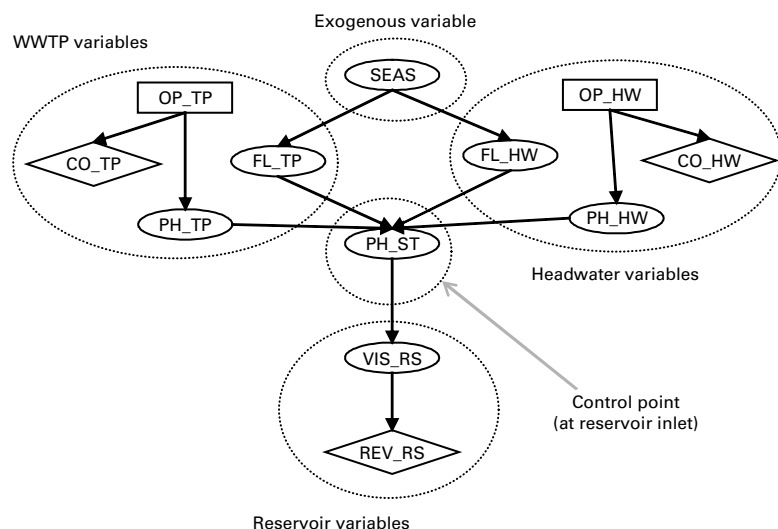 Exogenous variable
WWTP variables
SEAS
OP_TP
OP_HW
CO_TP
FL_TP
FL_HW
CO_HW
PH_TP
PH_HW
PH_ST
Headwater variables
VIS_RS
Control point
(at reservoir inlet)
REV_RS
Reservoir variables